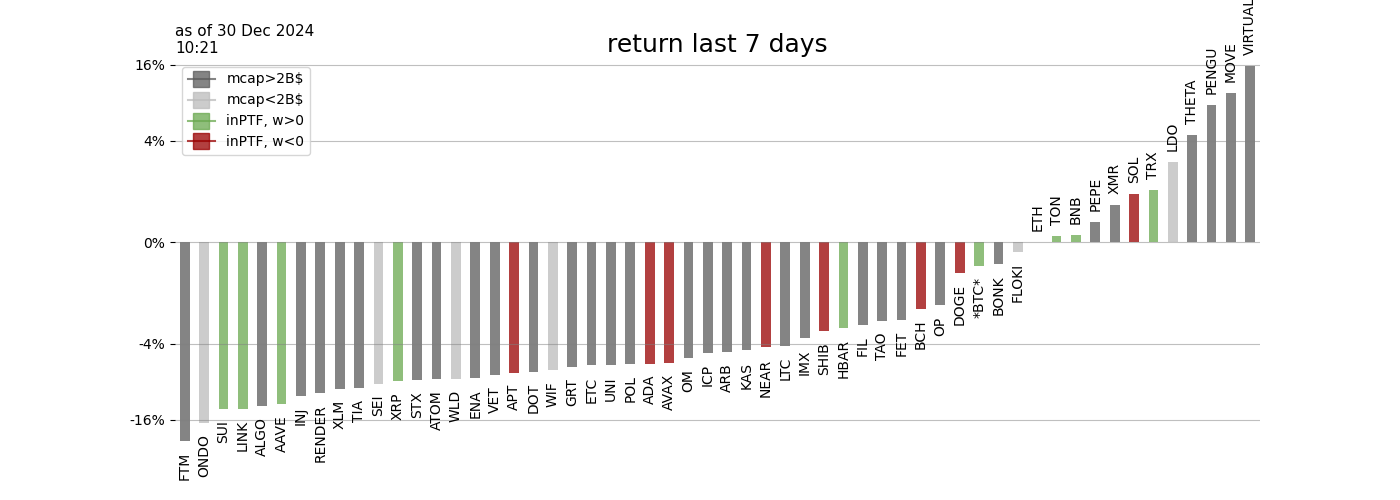 as of 30 Dec 2024
10:21
return last 7 days
16%
4%
0%
-4%
-16%
mcap>2B$
mcap<2B$
inPTF, w>0
inPTF, w<0
FTM
ONDO
SUI
LINK
ALGO
AAVE
INJ
RENDER
XLM
TIA
SEI
XRP
STX
ATOM
WLD
ENA
VET
APT
DOT
WIF
GRT
ETC
UNI
POL
ADA
AVAX
OM
ICP
ARB
KAS
NEAR
LTC
IMX
SHIB
HBAR
FIL
TAO
FET
BCH
OP
DOGE
*BTC*
BONK
FLOKI
ETH
TON
BNB
PEPE
XMR
SOL
TRX
LDO
THETA
PENGU
MOVE
VIRTUAL